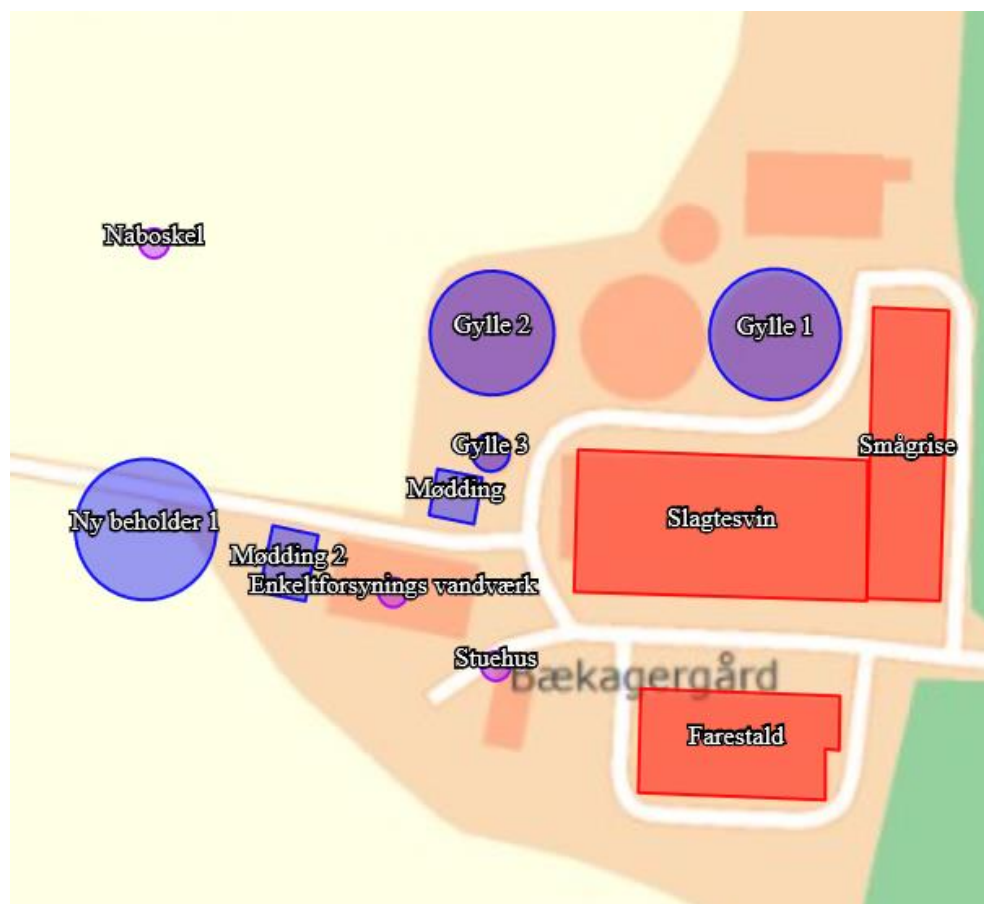 Naboskel
Gylle 2
Gylle 1
Gylle 3
Smågrise
Mødding
Slagtesvin
Ny beholder 1
Mødding 2
Enkeltforsynings vandværk
Stuehus
Bækagergård
Farestald